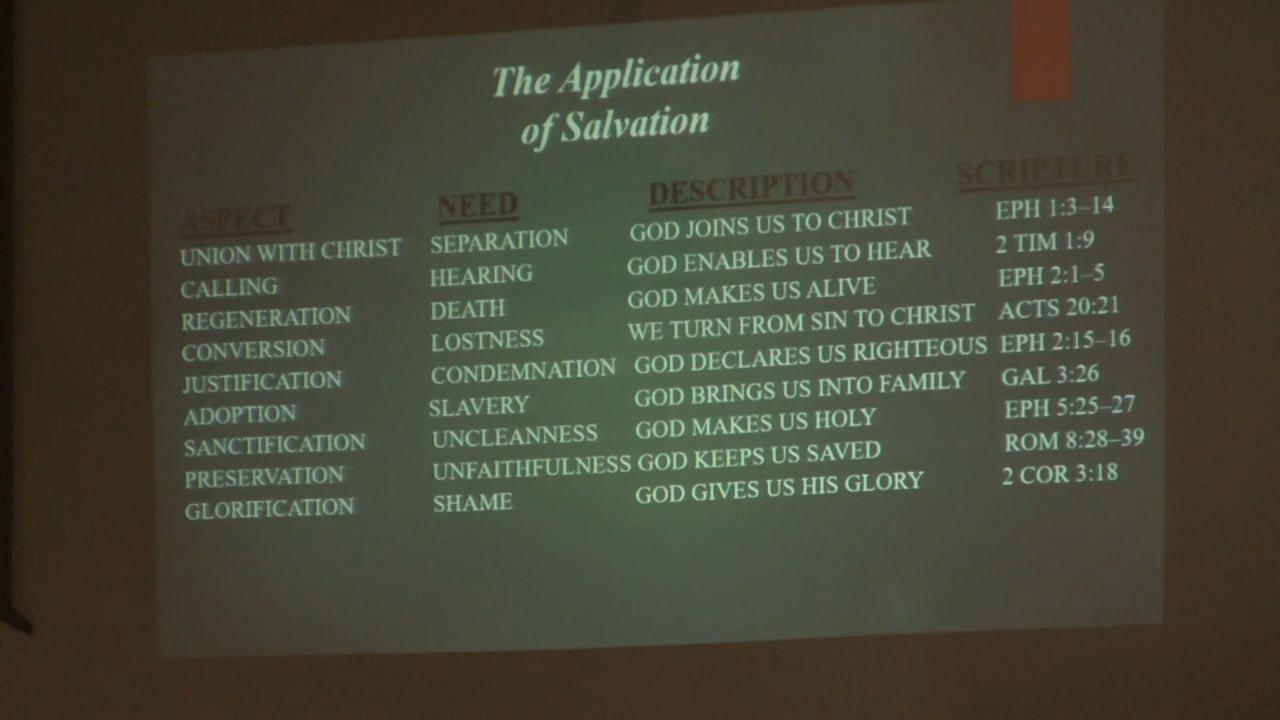 The Application
of Salvation
ASPECT NEED DESCRIPTION SCRIPTURE
UNION WITH CHRIST SEPARATION GOD JOINS US TO CHRIST EPH 1:3–14
CALLING HEARING GOD ENABLES US TO HEAR 2 TIM 1:9
REGENERATION DEATH GOD MAKES US ALIVE EPH 2:1–5
CONVERSION LOSTNESS WE TURN FROM SIN TO CHRIST ACTS 20:21
JUSTIFICATION CONDEMNATION GOD DECLARES US RIGHTEOUS EPH 2:15–16
ADOPTION SLAVERY GOD BRINGS US INTO FAMILY GAL 3:26
SANCTIFICATION UNCLEANNESS GOD MAKES US HOLY EPH 5:25–27
PRESERVATION UNFAITHFULNESS GOD KEEPS US SAVED ROM 8:28–39
GLORIFICATION SHAME GOD GIVES US HIS GLORY 2 COR 3:18